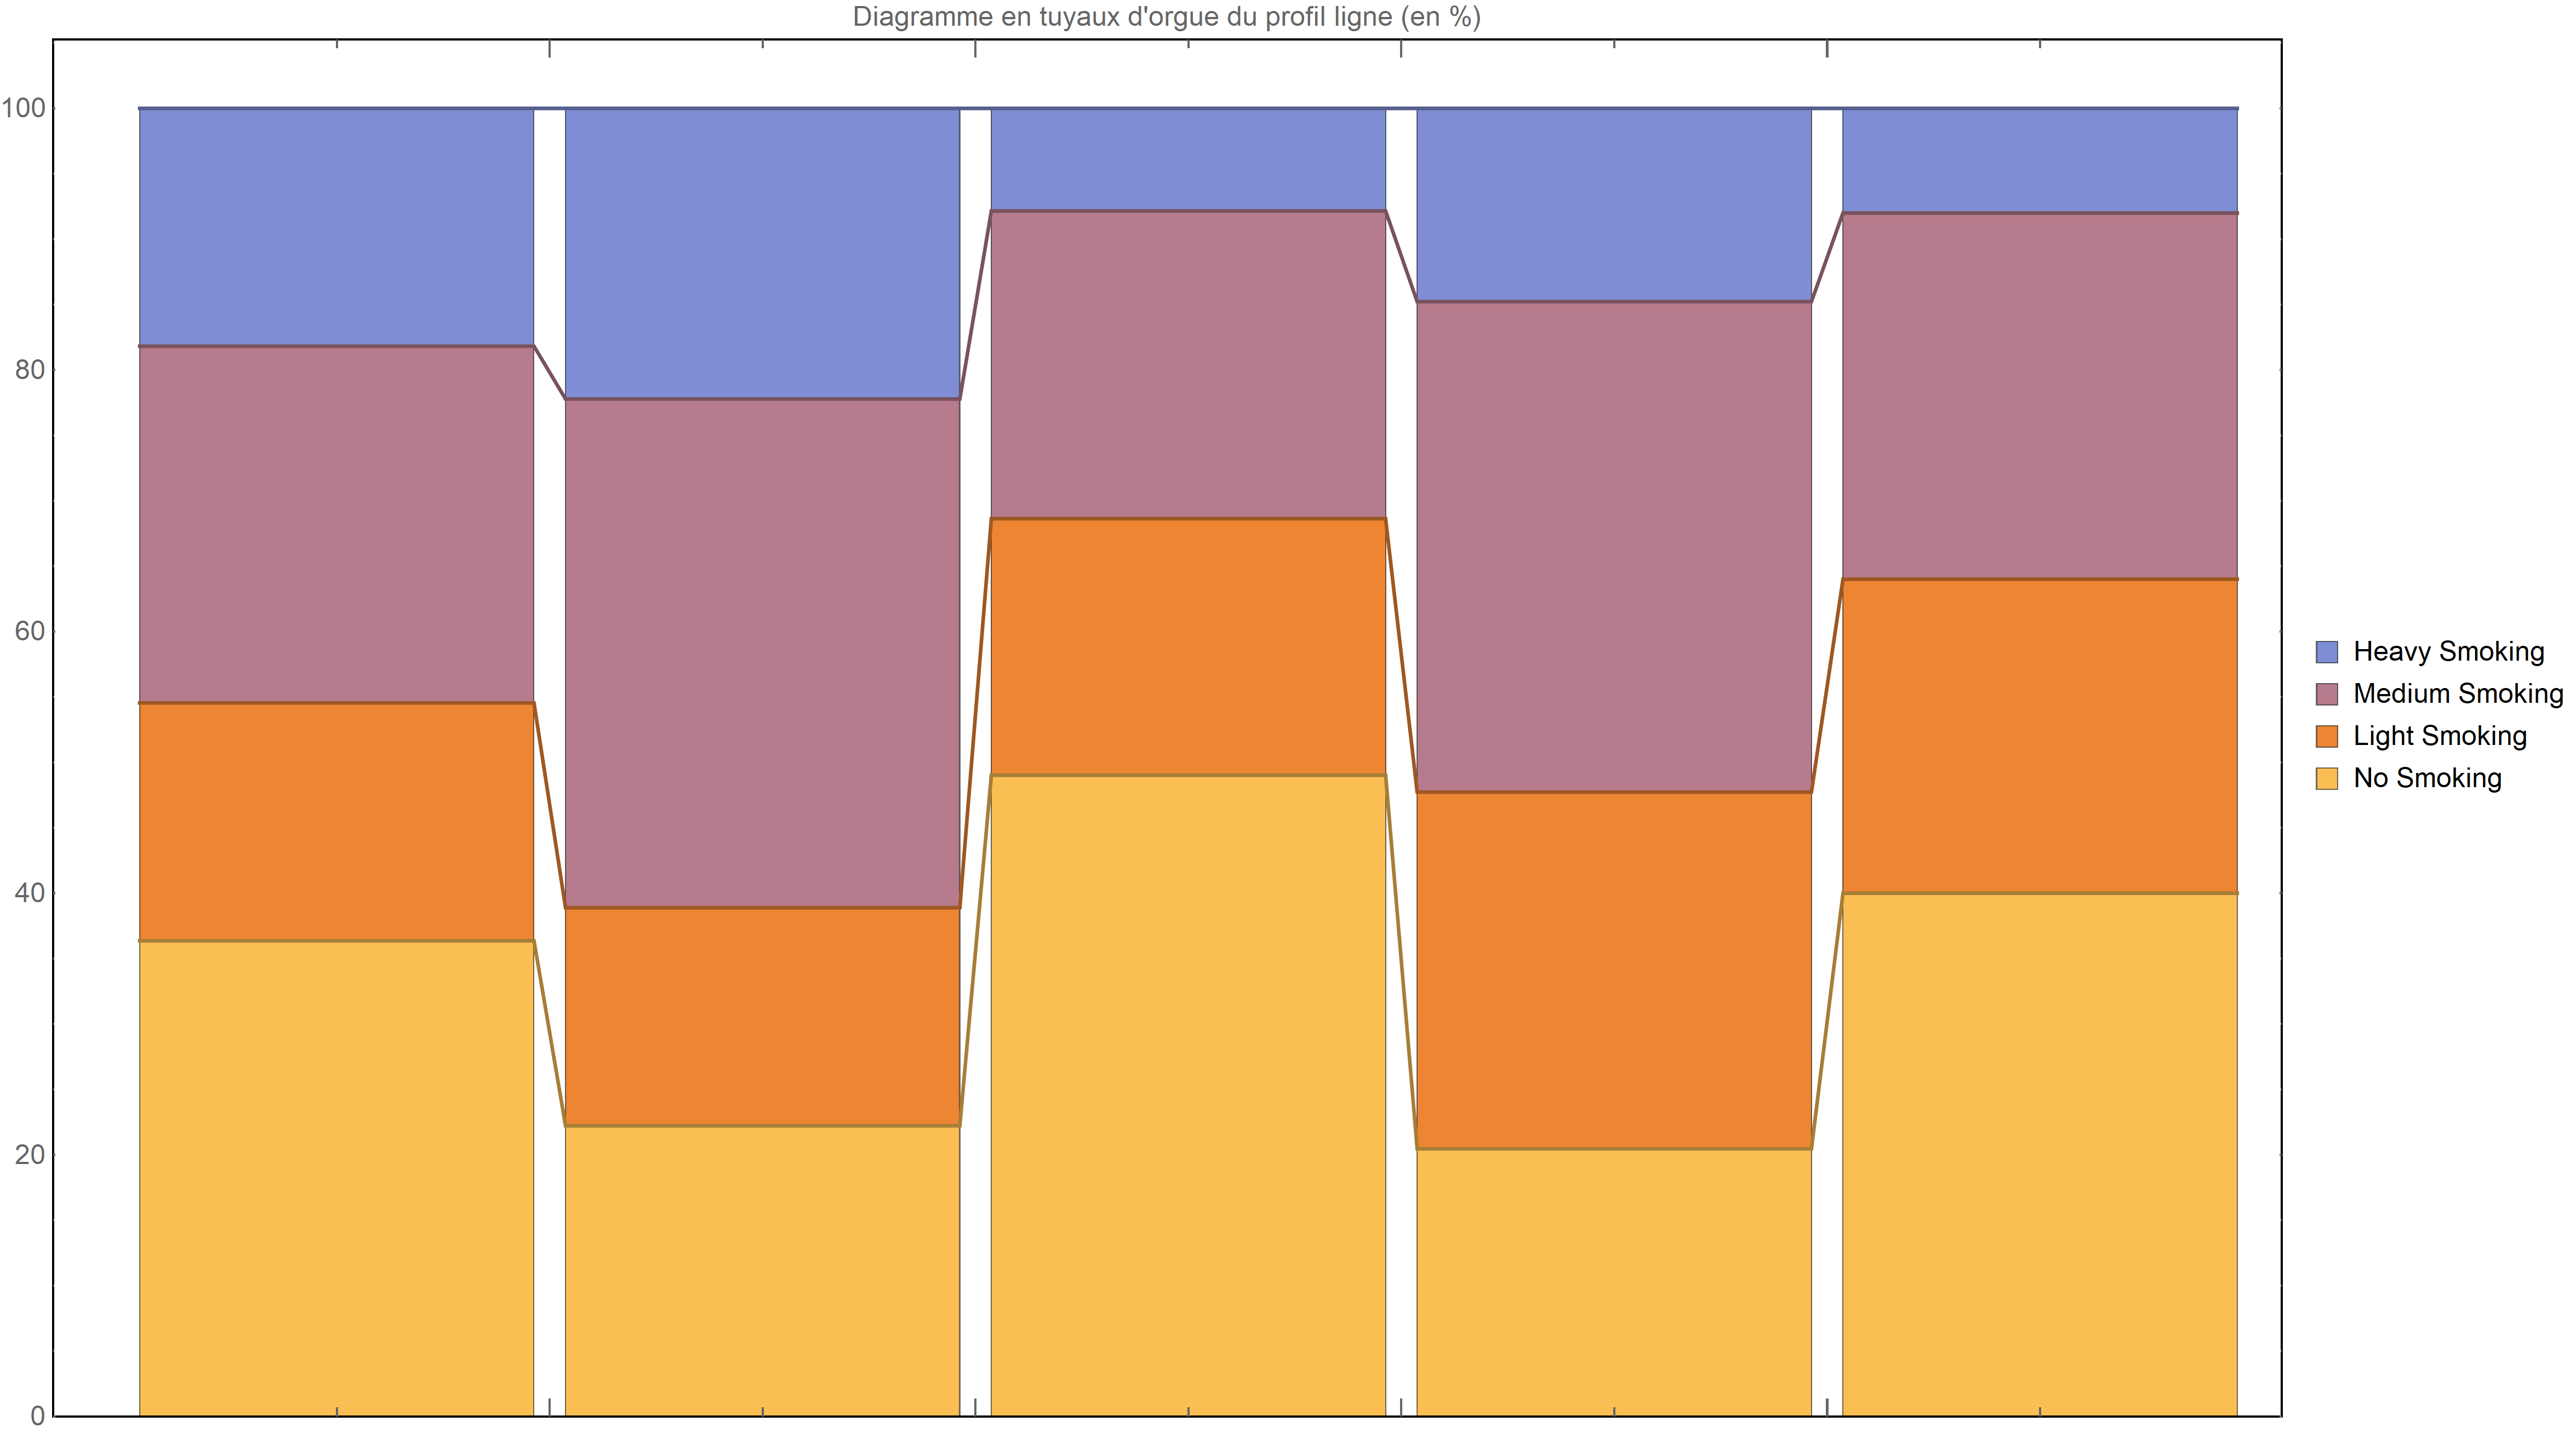 Diagramme en tuyaux d'orgue du profil ligne (en %)
100
80
60
40
20
0
Heavy Smoking
Medium Smoking
Light Smoking
No Smoking